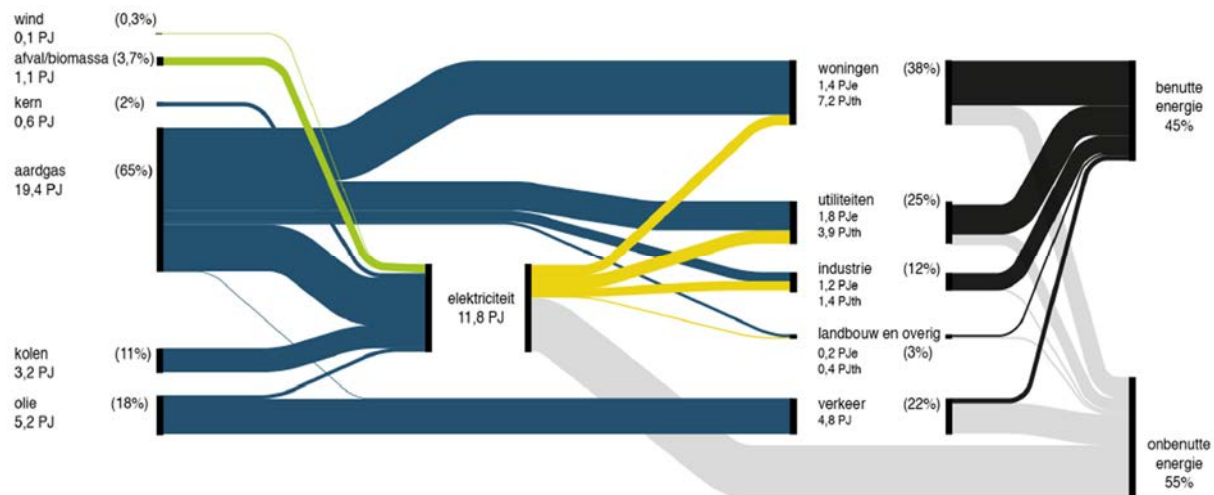 wind (0,3%)
0,1 PJ
afval/biomassa (3,7%)
1,1 PJ
kern (2%)
0,6 PJ
aardgas (65%)
19,4 PJ
kolen (11%)
3,2 PJ
olie (18%)
5,2 PJ
elektriciteit
11,8 PJ
woningen (38%)
1,4 PJe
7,2 PJth
utiliteiten (25%)
1,8 PJe
3,9 PJth
industrie (12%)
1,2 PJe
1,4 PJth
landbouw en overig
0,2 PJe (3%)
0,4 PJth
verkeer (22%)
4,8 PJ
benutte
energie
45%
onbenutte
energie
55%